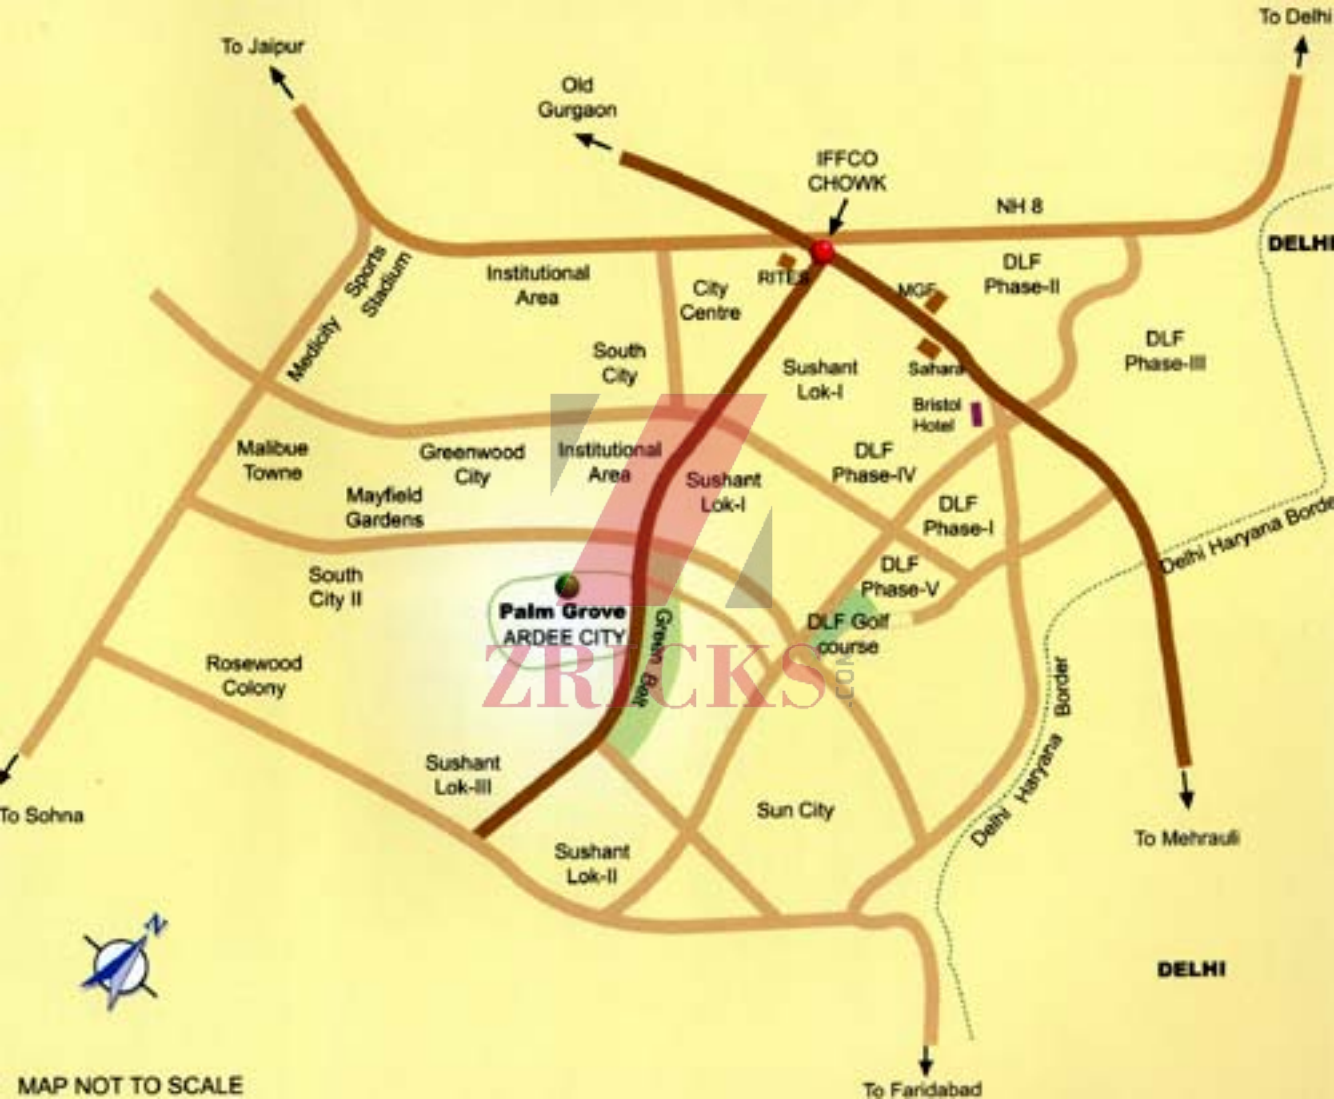 To Delhi
To Jaipur
Old
Gurgaon
IFFCO
CHOWK
NH 8
DELHI
Sports
Stadium
Medicity
Institutional
Area
RITES
City
Centre
MGF
DLF
Phase-II
DLF
Phase-III
South
City
Sushant
Lok-I
Sahara
Bristol
Hotel
Malibue
Towne
Greenwood
City
Institutional
Area
DLF
Phase-IV
Mayfield
Gardens
Sushant
Lok-I
DLF
Phase-I
Delhi Haryana Border
South
City II
DLF
Phase-V
Palm Grove
ARDEE CITY
Green Belt
DLF Golf
course
ZRICKS
.COM
Rosewood
Colony
Delhi Haryana Border
Sushant
Lok-III
Sun City
To Sohna
To Mehrauli
Sushant
Lok-II
N
DELHI
MAP NOT TO SCALE
To Faridabad